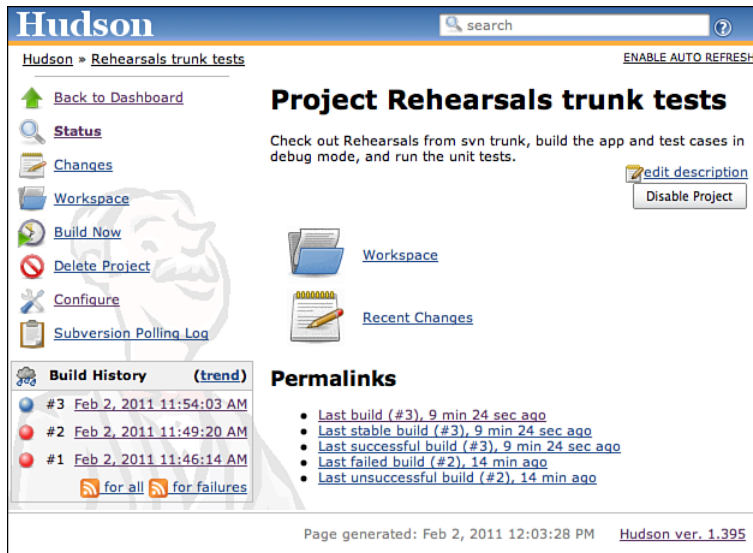 Hudson
search
Hudson » Rehearsals trunk tests
ENABLE AUTO REFRESH
Back to Dashboard
Status
Changes
Workspace
Build Now
Delete Project
Configure
Subversion Polling Log
Build History (trend)
#3 Feb 2, 2011 11:54:03 AM
#2 Feb 2, 2011 11:49:20 AM
#1 Feb 2, 2011 11:46:14 AM
for all for failures
Project Rehearsals trunk tests
Check out Rehearsals from svn trunk, build the app and test cases in
debug mode, and run the unit tests.
edit description
Disable Project
Workspace
Recent Changes
Permalinks
• Last build (#3), 9 min 24 sec ago
• Last stable build (#3), 9 min 24 sec ago
• Last successful build (#3), 9 min 24 sec ago
• Last failed build (#2), 14 min ago
• Last unsuccessful build (#2), 14 min ago
Page generated: Feb 2, 2011 12:03:28 PM Hudson ver. 1.395